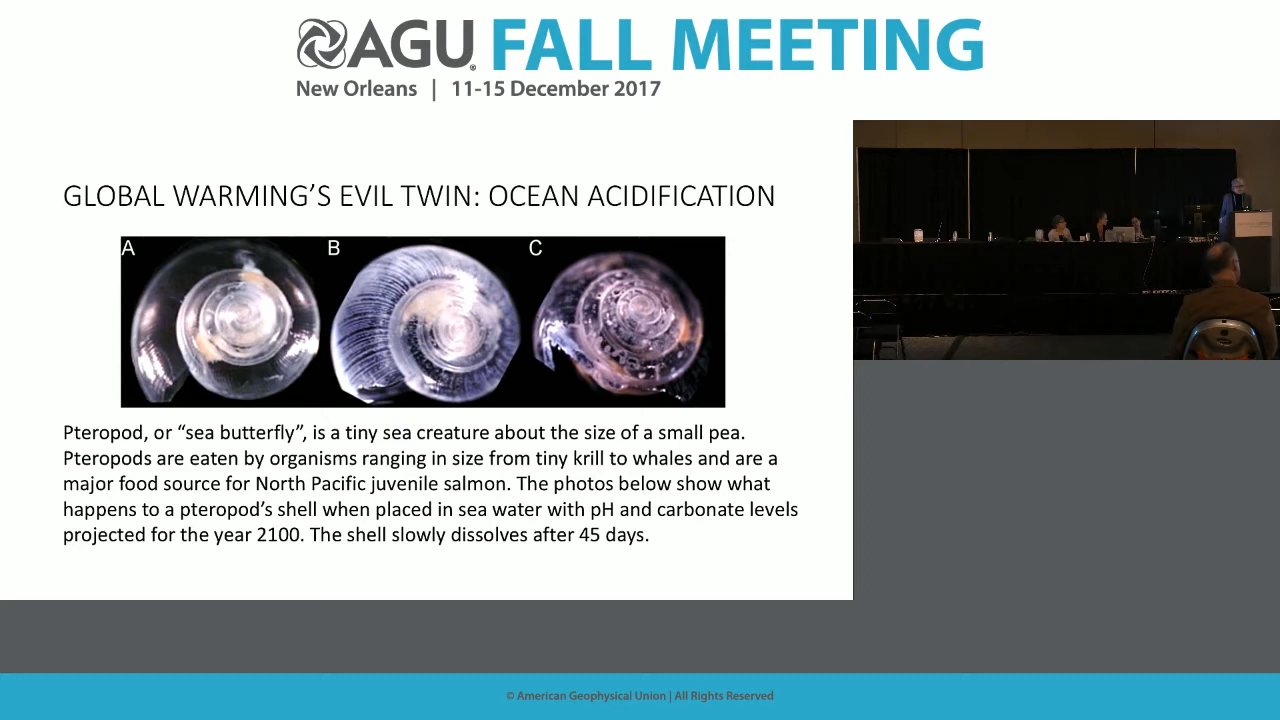 AGU FALL MEETING
New Orleans | 11-15 December 2017
GLOBAL WARMING’S EVIL TWIN: OCEAN ACIDIFICATION
A B C
Pteropod, or “sea butterfly”, is a tiny sea creature about the size of a small pea.
Pteropods are eaten by organisms ranging in size from tiny krill to whales and are a
major food source for North Pacific juvenile salmon. The photos below show what
happens to a pteropod’s shell when placed in sea water with pH and carbonate levels
projected for the year 2100. The shell slowly dissolves after 45 days.
© American Geophysical Union | All Rights Reserved